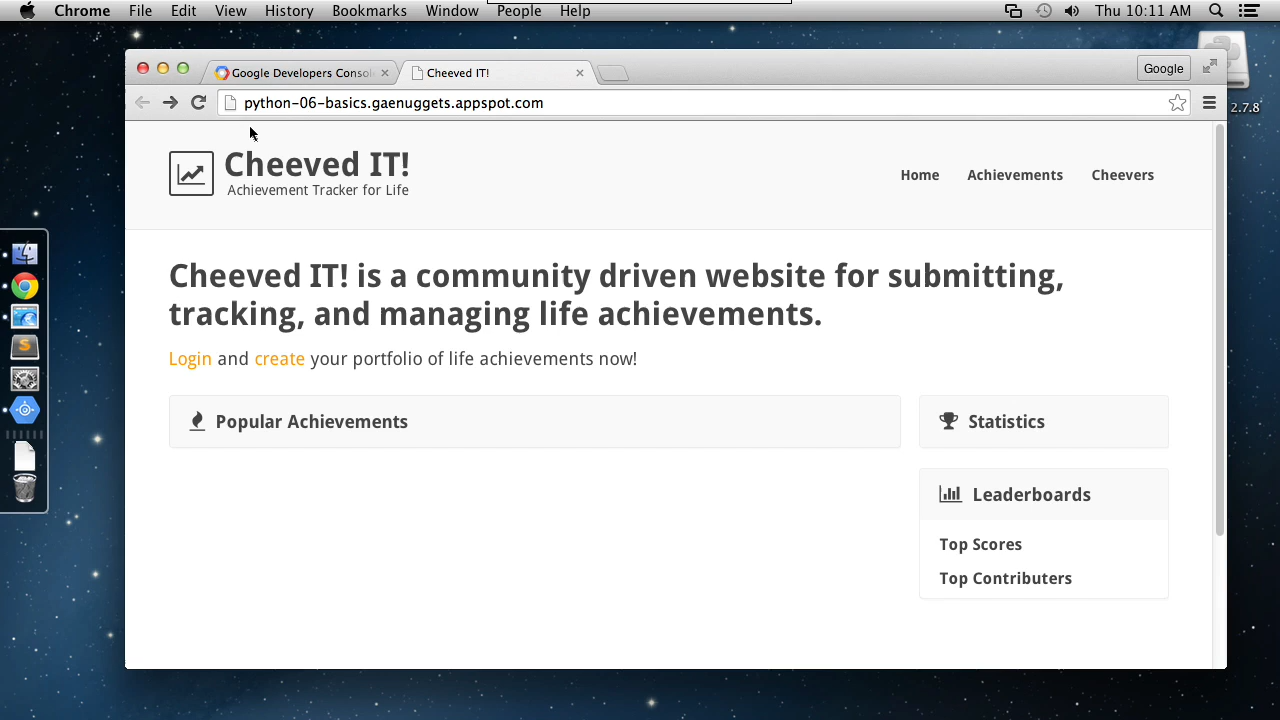 Chrome File Edit View History Bookmarks Window People Help Thu 10:11 AM
Google Developers Consol Cheeved IT! Google
python-06-basics.gaenuggets.appspot.com
2.7.8
Cheeved IT!
Achievement Tracker for Life
Home Achievements Cheevers
Cheeved IT! is a community driven website for submitting,
tracking, and managing life achievements.
Login and create your portfolio of life achievements now!
Popular Achievements
Statistics
Leaderboards
Top Scores
Top Contributers